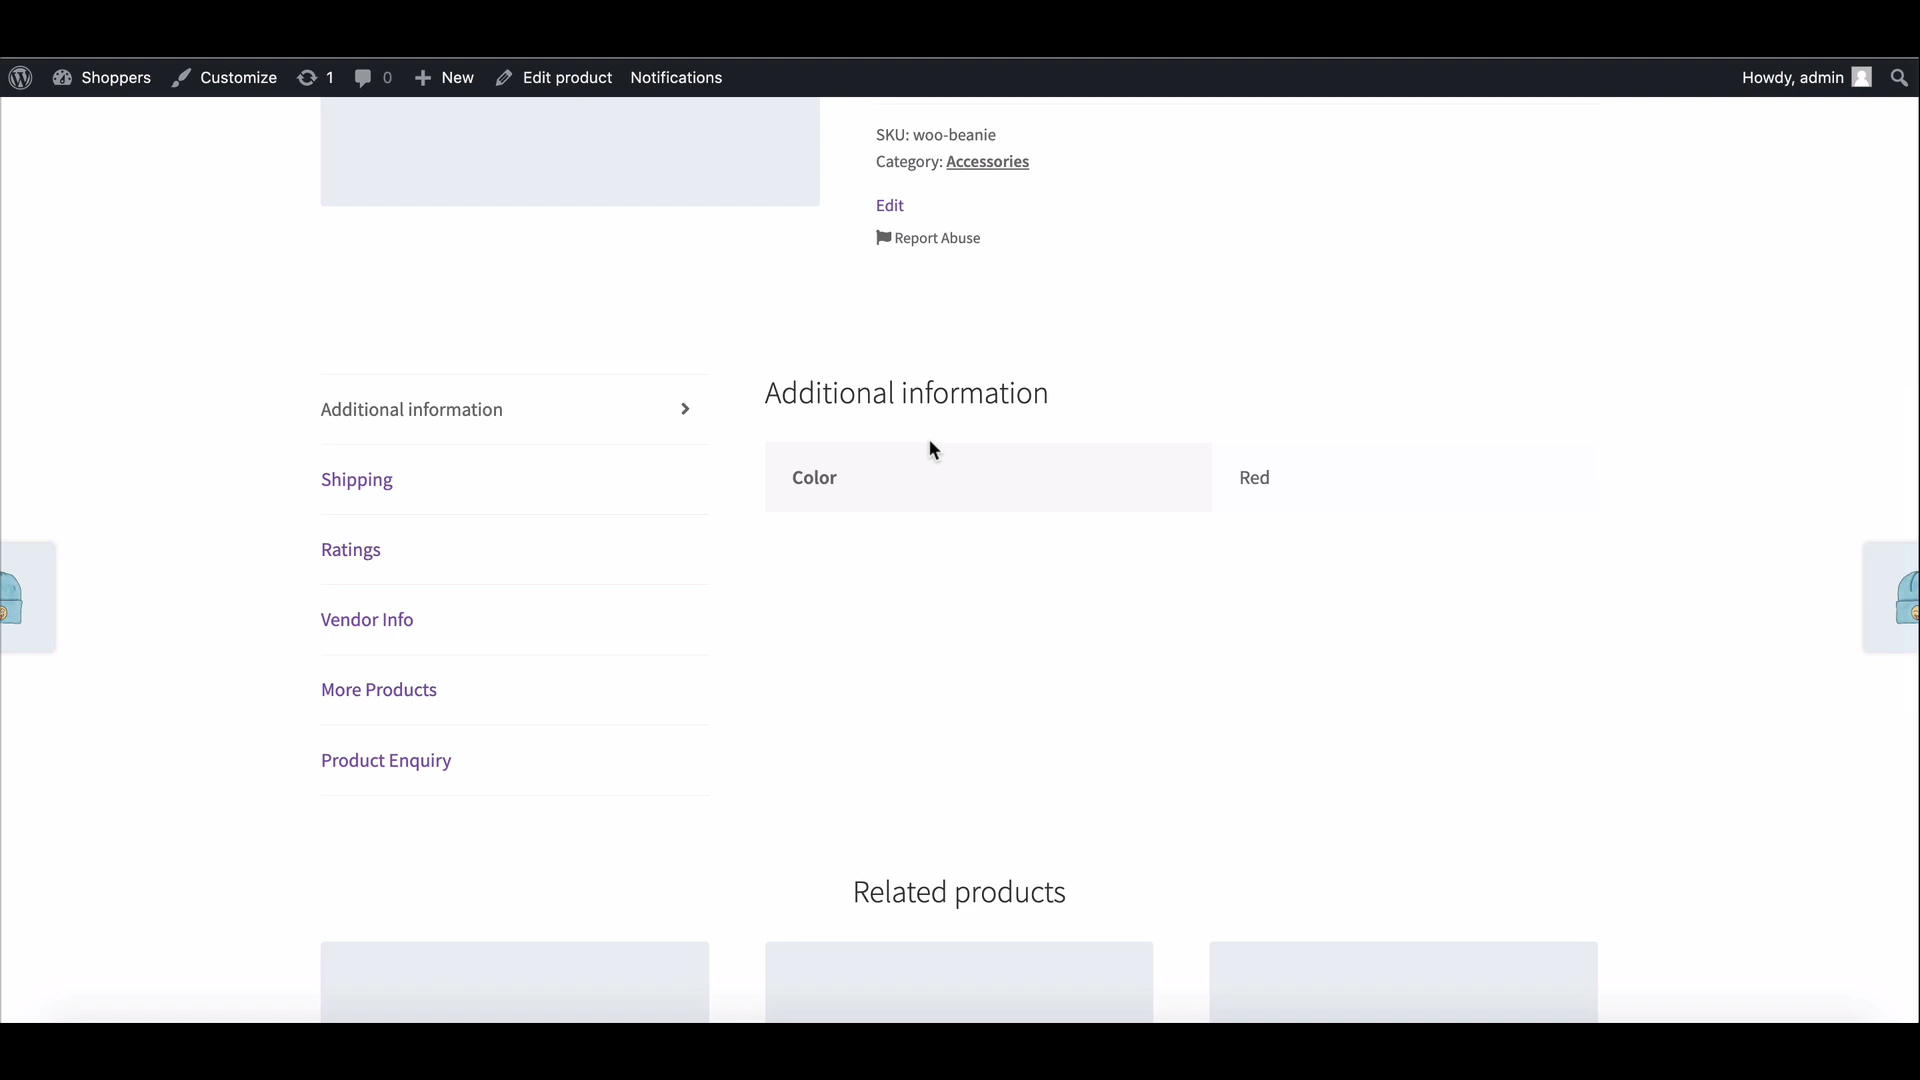 Shoppers Customize 1 0 New Edit product Notifications Howdy, admin
SKU: woo-beanie
Category: Accessories
Edit
Report Abuse
Additional information
Shipping
Ratings
Vendor Info
More Products
Product Enquiry
Additional information
Color Red
Related products